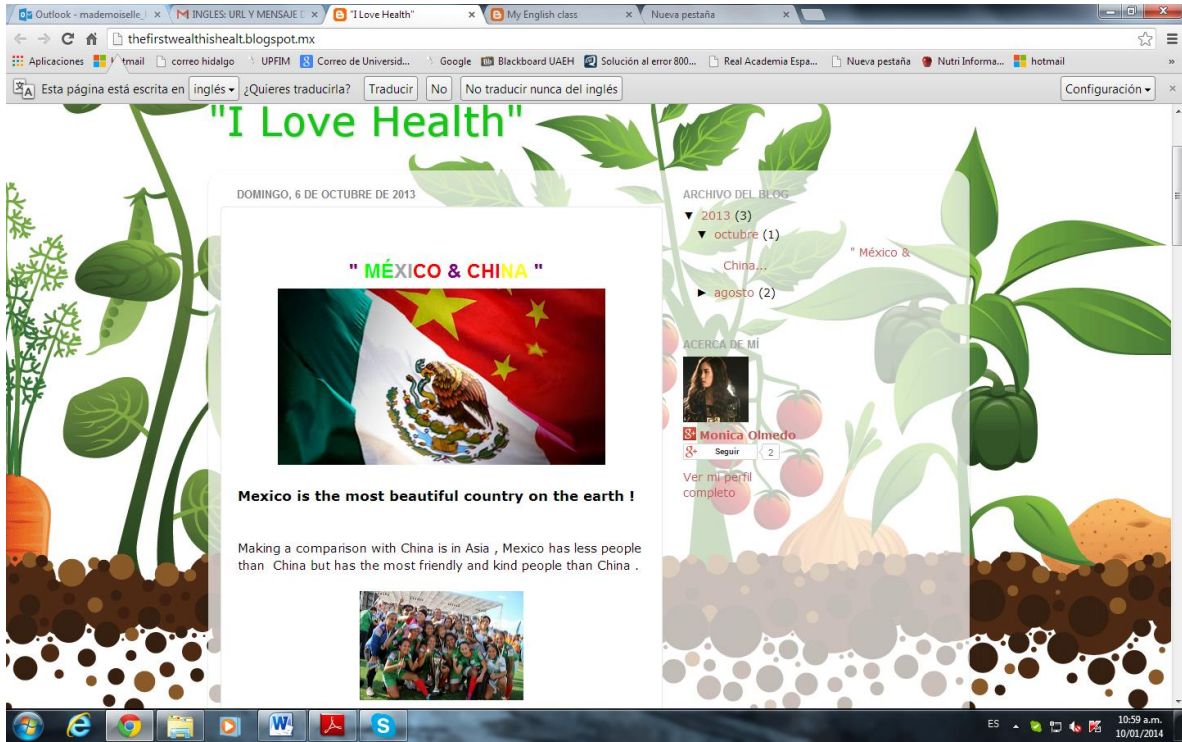 Outlook - mademoiselle_
INGLES: URL Y MENSAJE D
"I Love Health"
My English class
Nueva pestaña
thefirstwealthishealt.blogspot.mx
Aplicaciones
correo hidalgo
UPFIM
Correo de Universid...
Google
Blackboard UAEH
Solución al error 800...
Real Academia Espa...
Nueva pestaña
Nutri Informa...
hotmail
»
Esta página está escrita en inglés ¿Quieres traducirla? Traducir No No traducir nunca del inglés Configuración
"I Love Health"
DOMINGO, 6 DE OCTUBRE DE 2013
" MÉXICO & CHINA "
Mexico is the most beautiful country on the earth !
Making a comparison with China is in Asia , Mexico has less people
than China but has the most friendly and kind people than China .
ARCHIVO DEL BLOG
▼ 2013 (3)
▼ octubre (1)
" México &
China...
► agosto (2)
ACERCA DE MÍ
Monica Olmedo
Seguir 2
Ver mi perfil
completo
ES
10:59 a.m.
10/01/2014